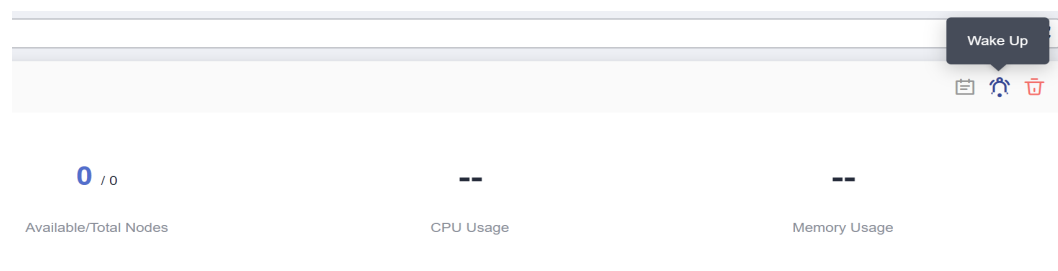 Wake Up
0 / 0
--
--
Available/Total Nodes
CPU Usage
Memory Usage